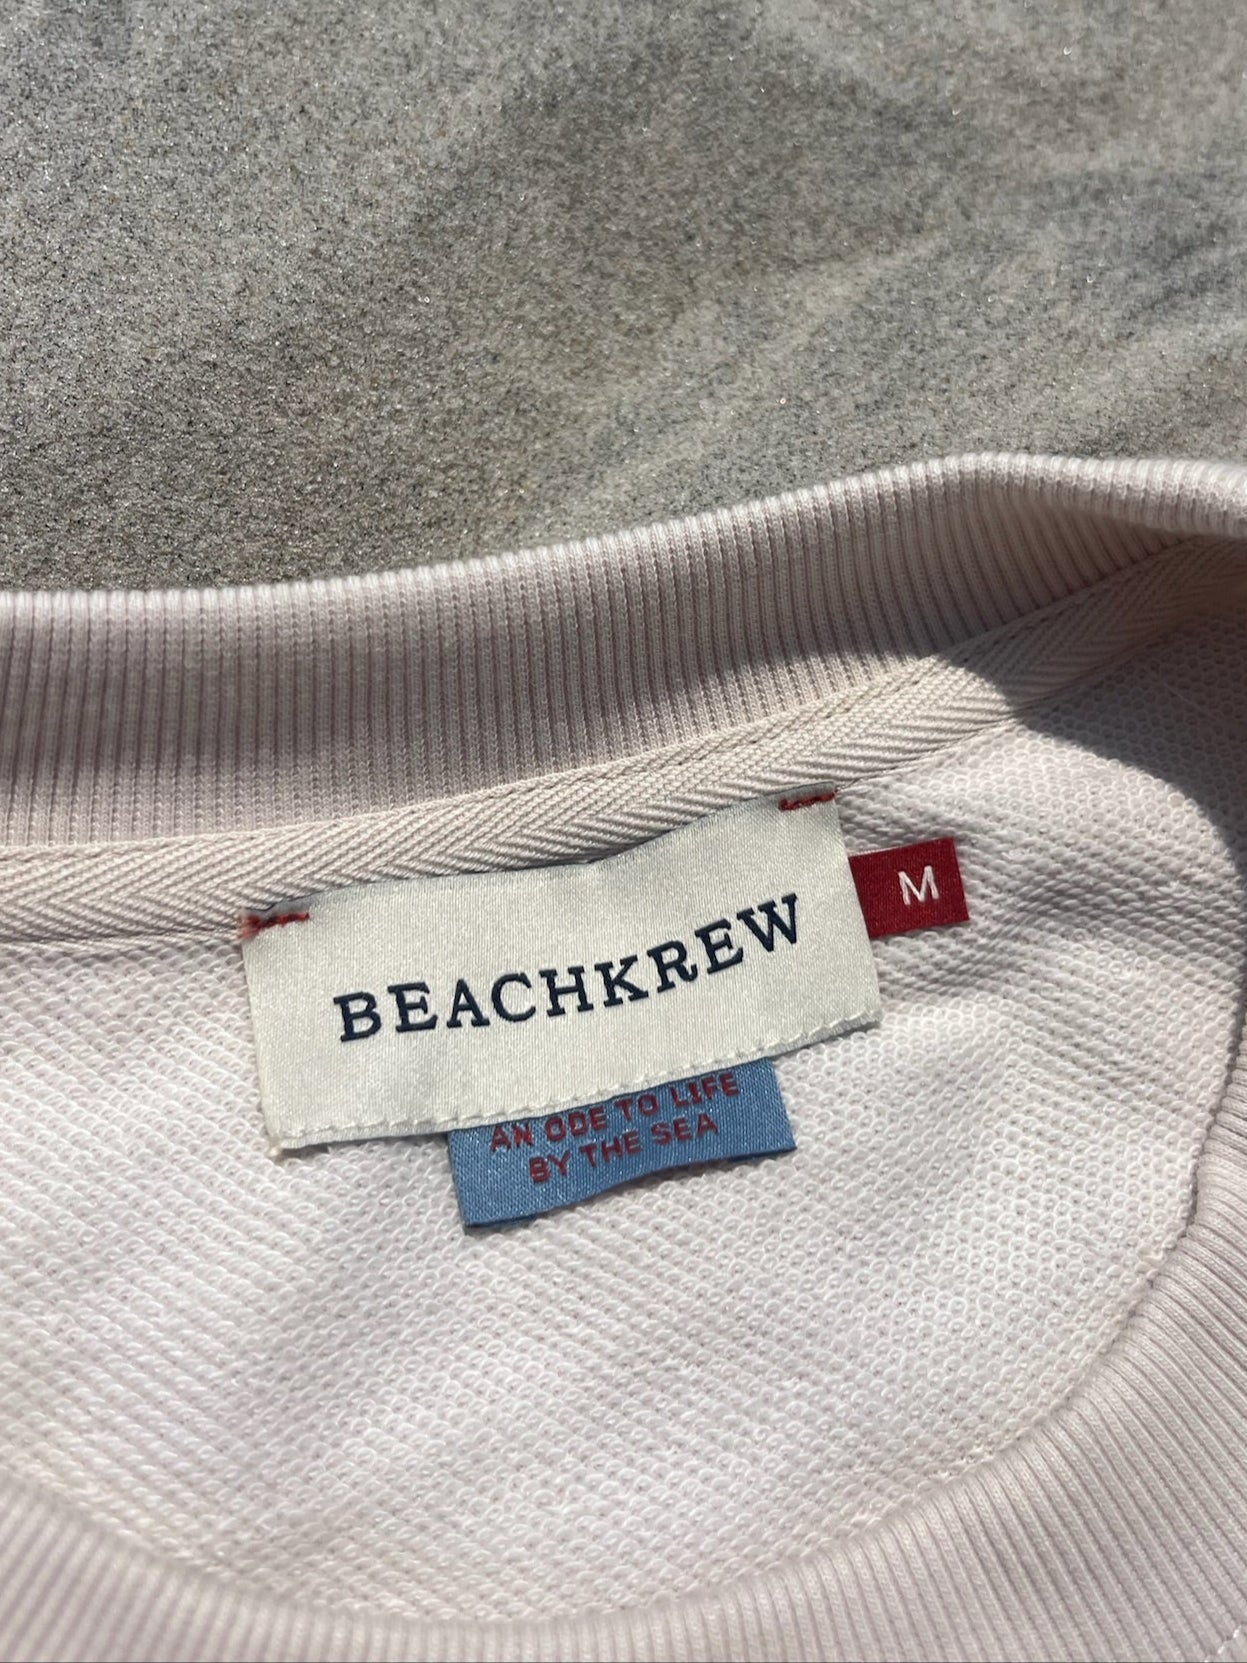 BEACHKREW
M
AN ODE TO LIFE
BY THE SEA